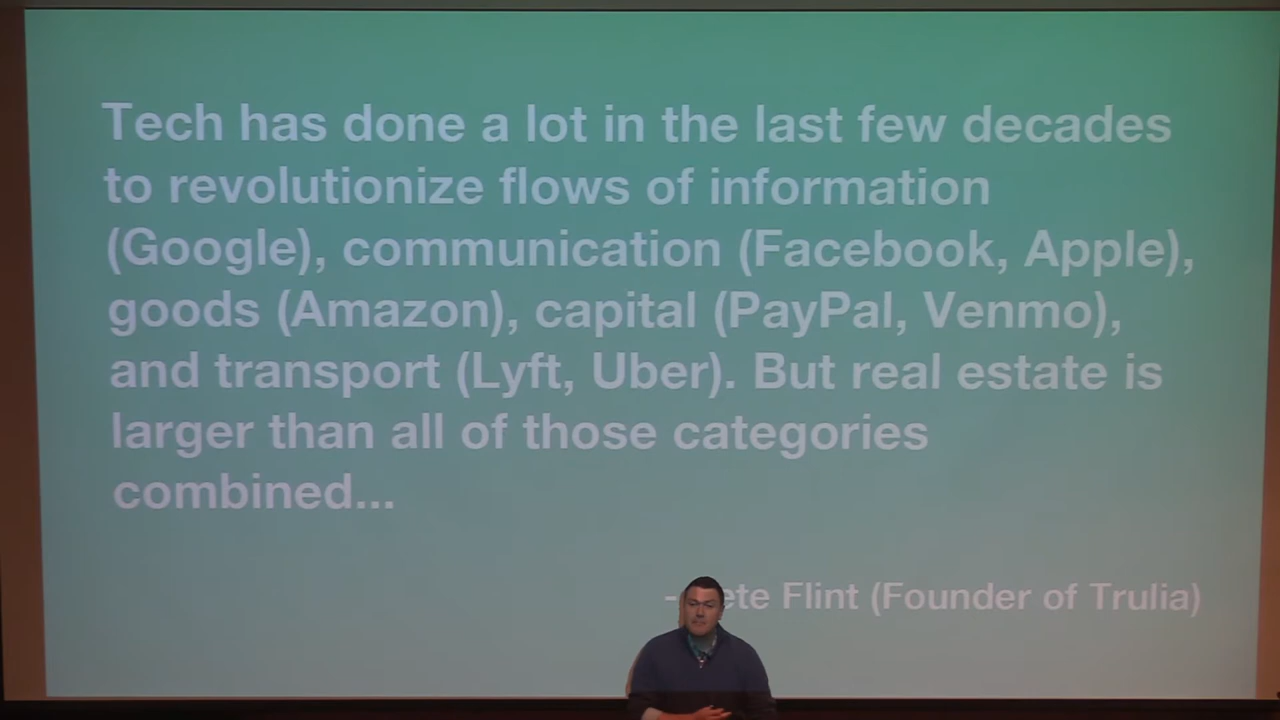 Tech has done a lot in the last few decades
to revolutionize flows of information
(Google), communication (Facebook, Apple),
goods (Amazon), capital (PayPal, Venmo),
and transport (Lyft, Uber). But real estate is
larger than all of those categories
combined...
- Flint (Founder of Trulia)